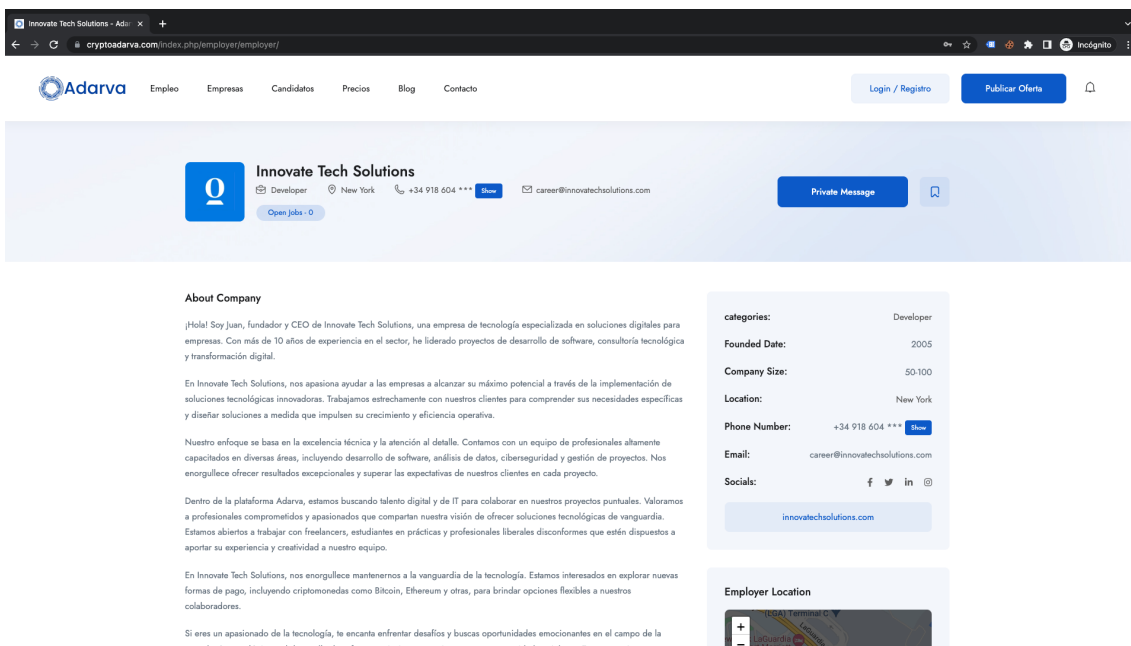 Innovate Tech Solutions - Adar
cryptoadarva.com/index.php/employer/employer/
Incógnito
Adarva
Empleo
Empresas
Candidatos
Precios
Blog
Contacto
Login / Registro
Publicar Oferta
Innovate Tech Solutions
Developer
New York
+34 918 604 ***
Show
career@innovatechsolutions.com
Open Jobs - 0
Private Message
About Company
¡Hola! Soy Juan, fundador y CEO de Innovate Tech Solutions, una empresa de tecnología especializada en soluciones digitales para
empresas. Con más de 10 años de experiencia en el sector, he liderado proyectos de desarrollo de software, consultoría tecnológica
y transformación digital.
En Innovate Tech Solutions, nos apasiona ayudar a las empresas a alcanzar su máximo potencial a través de la implementación de
soluciones tecnológicas innovadoras. Trabajamos estrechamente con nuestros clientes para comprender sus necesidades específicas
y diseñar soluciones a medida que impulsen su crecimiento y eficiencia operativa.
Nuestro enfoque se basa en la excelencia técnica y la atención al detalle. Contamos con un equipo de profesionales altamente
capacitados en diversas áreas, incluyendo desarrollo de software, análisis de datos, ciberseguridad y gestión de proyectos. Nos
enorgullece ofrecer resultados excepcionales y superar las expectativas de nuestros clientes en cada proyecto.
Dentro de la plataforma Adarva, estamos buscando talento digital y de IT para colaborar en nuestros proyectos puntuales. Valoramos
a profesionales comprometidos y apasionados que compartan nuestra visión de ofrecer soluciones tecnológicas de vanguardia.
Estamos abiertos a trabajar con freelancers, estudiantes en prácticas y profesionales liberales disconformes que estén dispuestos a
aportar su experiencia y creatividad a nuestro equipo.
En Innovate Tech Solutions, nos enorgullece mantenernos a la vanguardia de la tecnología. Estamos interesados en explorar nuevas
formas de pago, incluyendo criptomonedas como Bitcoin, Ethereum y otras, para brindar opciones flexibles a nuestros
colaboradores.
Si eres un apasionado de la tecnología, te encanta enfrentar desafíos y buscas oportunidades emocionantes en el campo de la
categories: Developer
Founded Date: 2005
Company Size: 50-100
Location: New York
Phone Number: +34 918 604 *** Show
Email: career@innovatechsolutions.com
Socials:
innovatechsolutions.com
Employer Location
(LGA) Terminal C
LaGuardia